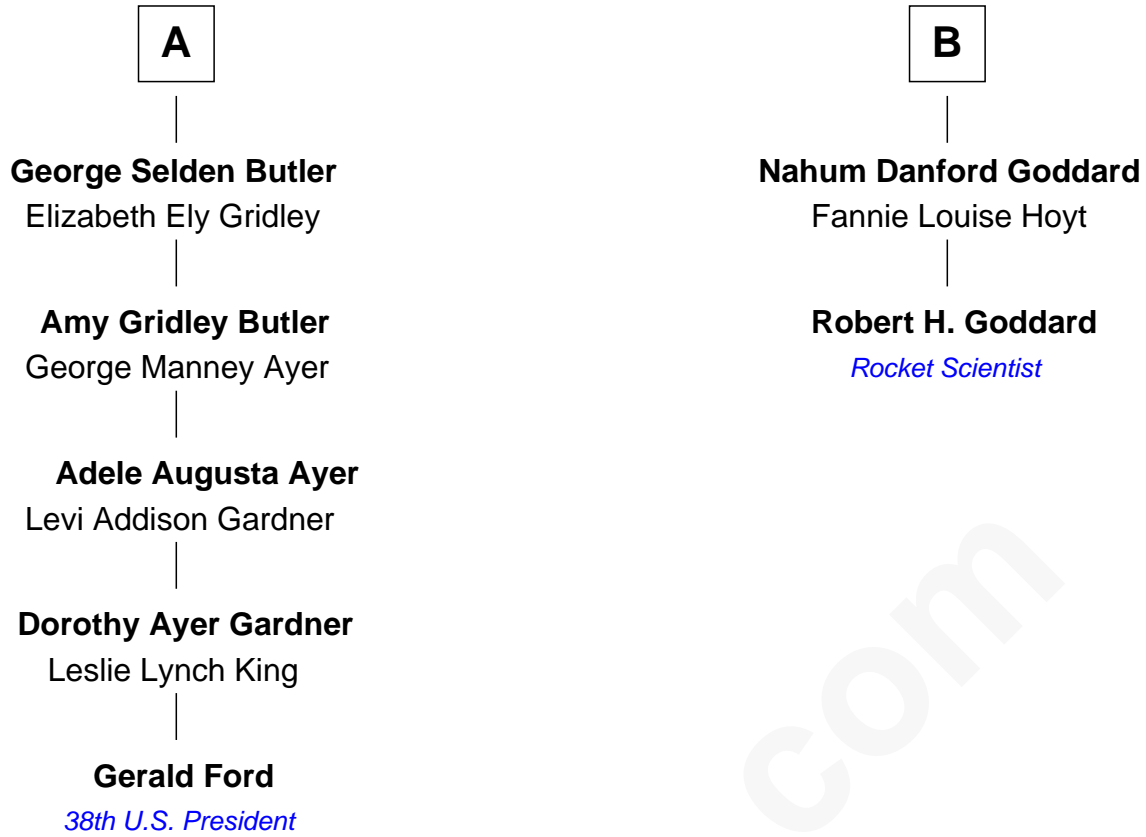 A
George Selden Butler
Elizabeth Ely Gridley
Amy Gridley Butler
George Manney Ayer
Adele Augusta Ayer
Levi Addison Gardner
Dorothy Ayer Gardner
Leslie Lynch King
Gerald Ford
38th U.S. President
B
Nahum Danford Goddard
Fannie Louise Hoyt
Robert H. Goddard
Rocket Scientist
com